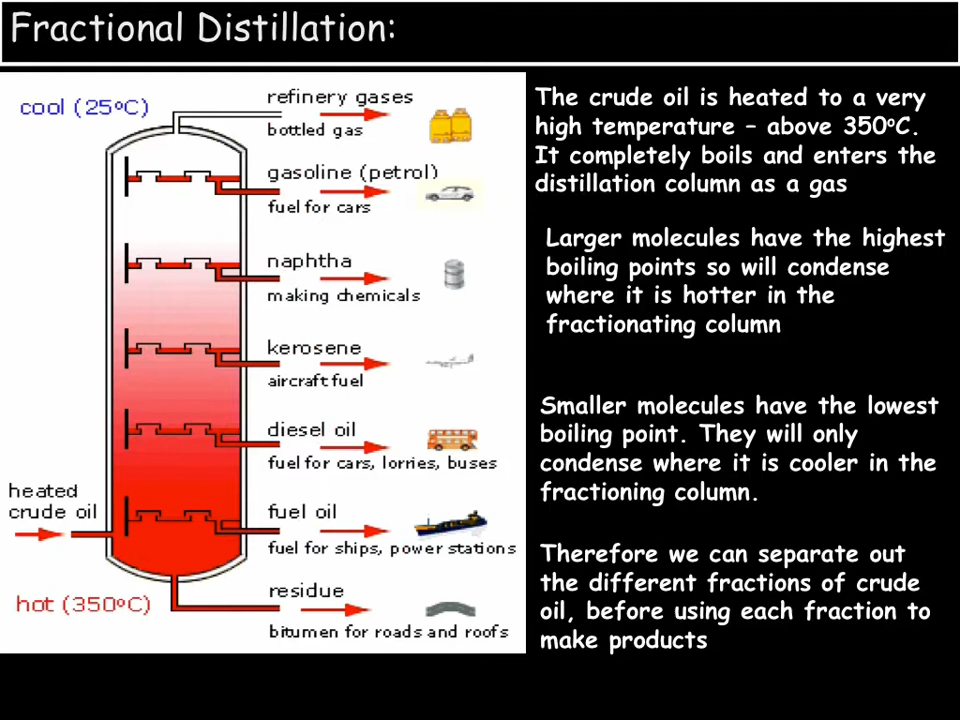 Fractional Distillation:
cool (25°C)
refinery gases
bottled gas
gasoline (petrol)
fuel for cars
naphtha
making chemicals
kerosene
aircraft fuel
diesel oil
fuel for cars, lorries, buses
heated
crude oil
fuel oil
fuel for ships, power stations
hot (350°C)
residue
bitumen for roads and roofs
The crude oil is heated to a very
high temperature – above 350°C.
It completely boils and enters the
distillation column as a gas
Larger molecules have the highest
boiling points so will condense
where it is hotter in the
fractionating column
Smaller molecules have the lowest
boiling point. They will only
condense where it is cooler in the
fractioning column.
Therefore we can separate out
the different fractions of crude
oil, before using each fraction to
make products